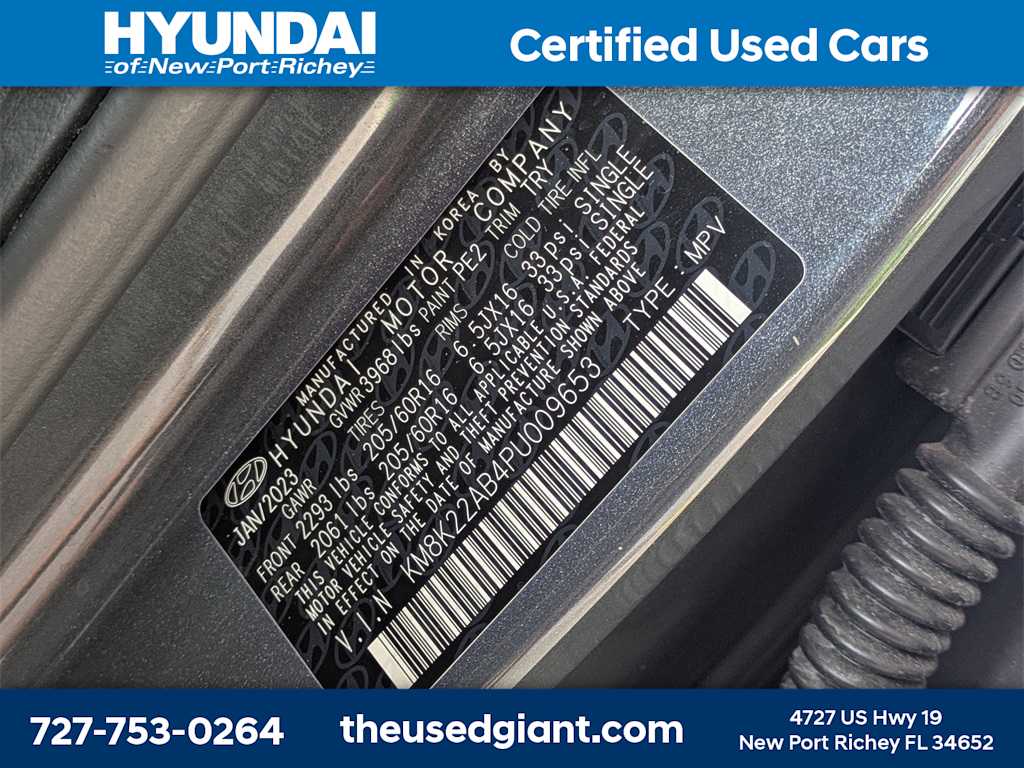 HYUNDAI
of New Port Richey
Certified Used Cars
MANUFACTURED IN KOREA BY
HYUNDAI MOTOR COMPANY
JAN/2023 GVWR 3968lbs PAINT PE2 TRIM TRY
GAWR TIRES RIMS COLD TIRE INFL
FRONT 2293 lbs 205/60R16 6.5JX16 33psi SINGLE
REAR 2061 lbs 205/60R16 6.5JX16 33psi SINGLE
THIS VEHICLE CONFORMS TO ALL APPLICABLE U.S.A FEDERAL
MOTOR VEHICLE SAFETY AND THEFT PREVENTION STANDARDS
IN EFFECT ON THE DATE OF MANUFACTURE SHOWN ABOVE
V.I.N KM8K22AB4PU009653 TYPE : MPV
727-753-0264
theusedgiant.com
4727 US Hwy 19
New Port Richey FL 34652